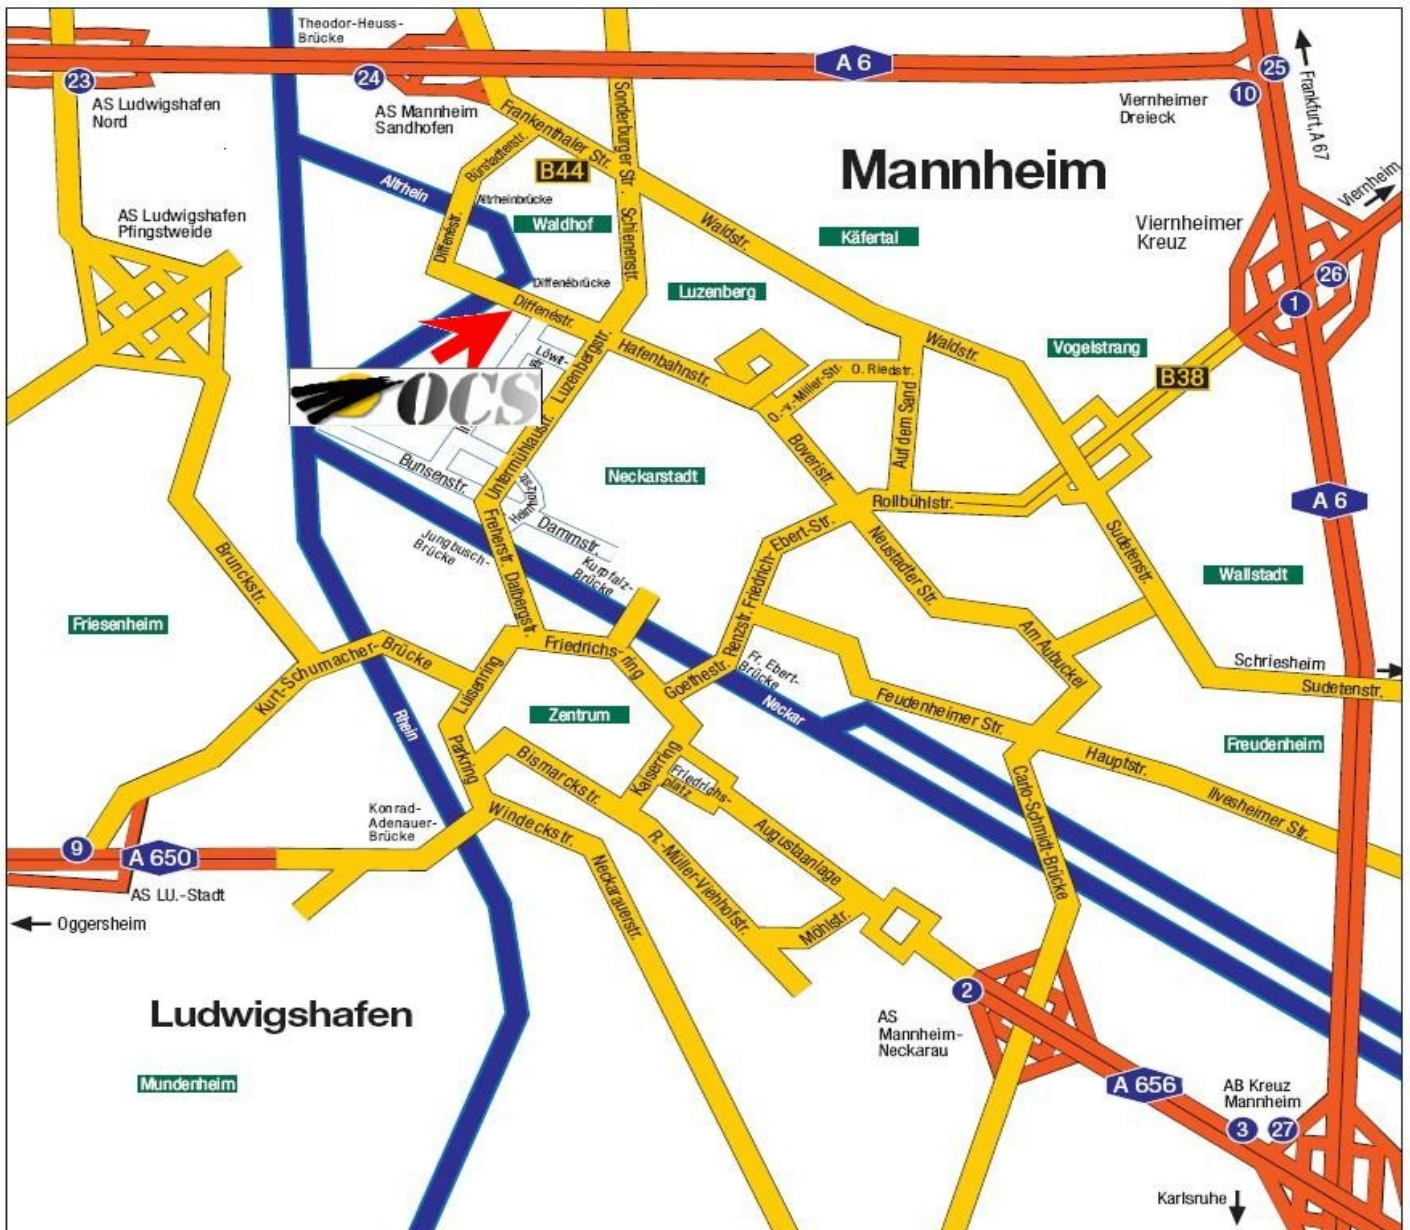 Theodor-Heuss-
Brücke
23
24
A 6
25
10
AS Ludwigshafen
Nord
AS Mannheim
Sandhofen
Viernheimer
Dreieck
Frankfurt, A 67
Frankenthaler Str.
Sonderburger Str.
Bürstadterstr.
B44
Mannheim
Viernheim
Altrhein
Altrheinbrücke
AS Ludwigshafen
Pfingstweide
Waldhof
Schienenstr.
Waldstr.
Käfertal
Viernheimer
Kreuz
Diffenéstr.
Diffenébrücke
Luzenberg
26
1
Diffenéstr.
Hafenbahnstr.
Luzenbergstr.
Waldstr.
Vogelstrang
B38
O.-v.-Miller-Str.
O. Riedstr.
OCS
Auf dem Sand
Boveristr.
Untermühlaustr.
Bunsenstr.
Neckarstadt
Rollbühlstr.
A 6
Dammstr.
Freherstr.
Dalbergstr.
Jungbusch-
Brücke
Kurpfalz-
Brücke
Friedrich-Ebert-Str.
Renzstr.
Neustadter Str.
Sudetenstr.
Wallstadt
Brunckstr.
Friesenheim
Am Aubuckel
Kurt-Schumacher-Brücke
Friedrichs-ring
Goethestr.
Fr. Ebert-
Brücke
Schriesheim
Sudetenstr.
Luisenring
Zentrum
Neckar
Feudenheimer Str.
Rhein
Freudenheim
Parkring
Bismarckstr.
Kaiserring
Friedrichs-
platz
Hauptstr.
Ilvesheimer Str.
Carlo-Schmidt-Brücke
Konrad-
Adenauer-
Brücke
Windeckstr.
R.-Müller-Viehhofstr.
Augustaanlage
9
A 650
AS LU.-Stadt
Neckarauerstr.
Möhlstr.
Oggersheim
Ludwigshafen
2
AS
Mannheim-
Neckarau
Mundenheim
A 656
AB Kreuz
Mannheim
3
27
Karlsruhe